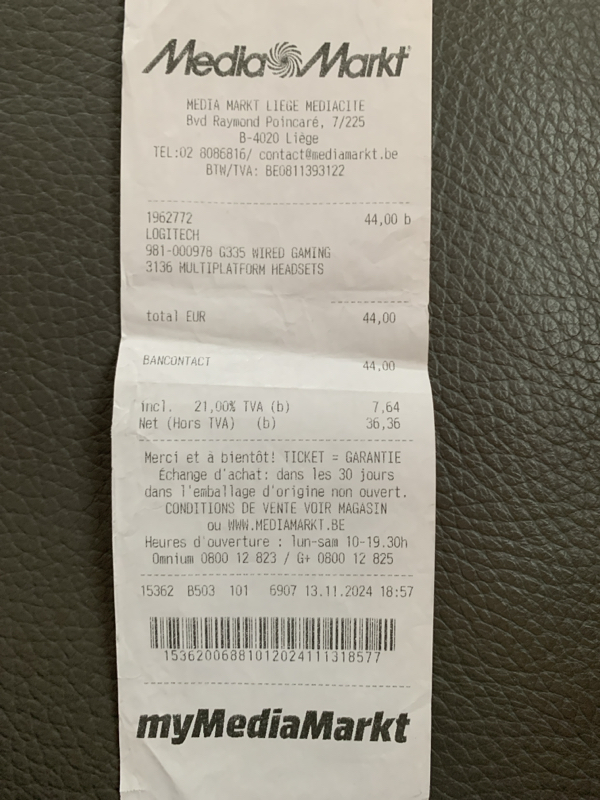 MediaMarkt
MEDIA MARKT LIEGE MEDIACITE
Bvd Raymond Poincaré, 7/225
B-4020 Liège
TEL:02 8086816/ contact@mediamarkt.be
BTW/TVA: BE0811393122
1962772 44,00 b
LOGITECH
981-000978 G335 WIRED GAMING
3136 MULTIPLATFORM HEADSETS
total EUR 44,00
BANCONTACT 44,00
incl. 21,00% TVA (b) 7,64
Net (Hors TVA) (b) 36,36
Merci et à bientôt! TICKET = GARANTIE
Échange d'achat: dans les 30 jours
dans l'emballage d'origine non ouvert.
CONDITIONS DE VENTE VOIR MAGASIN
ou WWW.MEDIAMARKT.BE
Heures d'ouverture : lun-sam 10-19.30h
Omnium 0800 12 823 / G+ 0800 12 825
15362 B503 101 6907 13.11.2024 18:57
15362006881012024111318577
myMediaMarkt